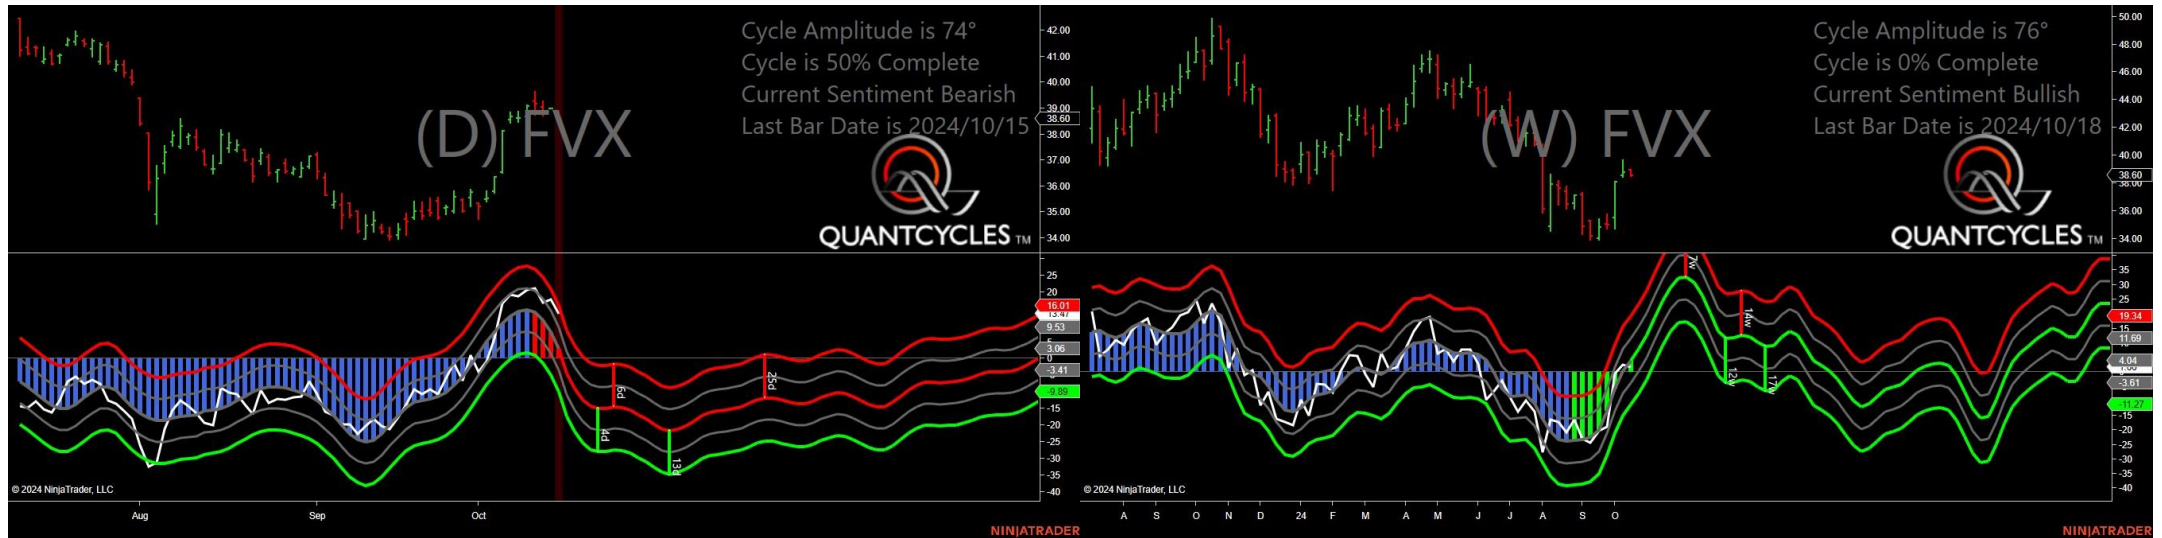 Cycle Amplitude is 74°
Cycle is 50% Complete
Current Sentiment Bearish
Last Bar Date is 2024/10/15
(D) FVX
QUANTCYCLES TM
42.00
41.00
40.00
39.00
38.60
38.00
37.00
36.00
35.00
34.00
25
20
16.01
13.47
9.53
3.06
0
-3.41
-9.89
-15
-20
-25
-30
-35
-40
4d
6d
13d
25d
© 2024 NinjaTrader, LLC
Aug Sep Oct
NINJATRADER
Cycle Amplitude is 76°
Cycle is 0% Complete
Current Sentiment Bullish
Last Bar Date is 2024/10/18
(W) FVX
QUANTCYCLES TM
50.00
48.00
46.00
44.00
42.00
40.00
38.60
38.00
36.00
34.00
35
30
25
19.34
15
11.69
4.04
-3.61
-11.27
-15
-20
-25
-30
-35
-40
7w
14w
12w
17w
© 2024 NinjaTrader, LLC
A S O N D 24 F M A M J J A S O
NINJATRADER